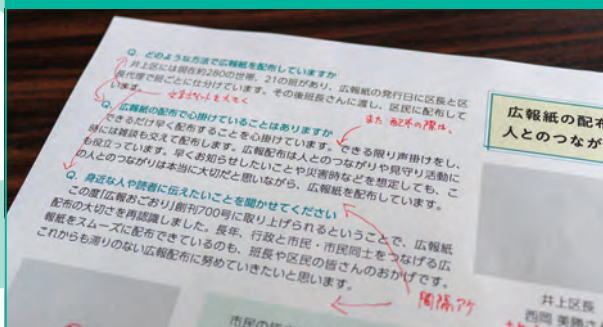 Q. どのような方法で広報紙を配布していますか
井上区には現在約280の世帯、21の班があり、広報紙の発行日に区長と区
長代理で班ごとに仕分けています。その後班長さんに渡し、区民に配布して
います。
Q. 広報紙の配布で心掛けていることはありますか
また 配布の際は、
できるだけ早く配布することを心掛けています。できる限り声掛けをし、
時には雑談も交えて配布します。広報配布は人とのつながりや見守り活動に
も役立っています。早くお知らせしたいことや災害時などを想定しても、こ
の人とのつながりは本当に大切だと思いながら、広報紙を配布しています。
Q. 身近な人や読者に伝えたいことを聞かせてください
この度「広報おごおり」創刊700号に取り上げられるということで、広報紙
配布の大切さを再認識しました。長年、行政と市民・市民同士をつなげる広
報紙をスムーズに配布できているのも、班長や区民の皆さんのおかげです。
これからも滞りのない広報配布に努めていきたいと思います。
間隔アケ
広報紙の配布
人とのつなが
井上区長
西岡 美勝さ
市民の